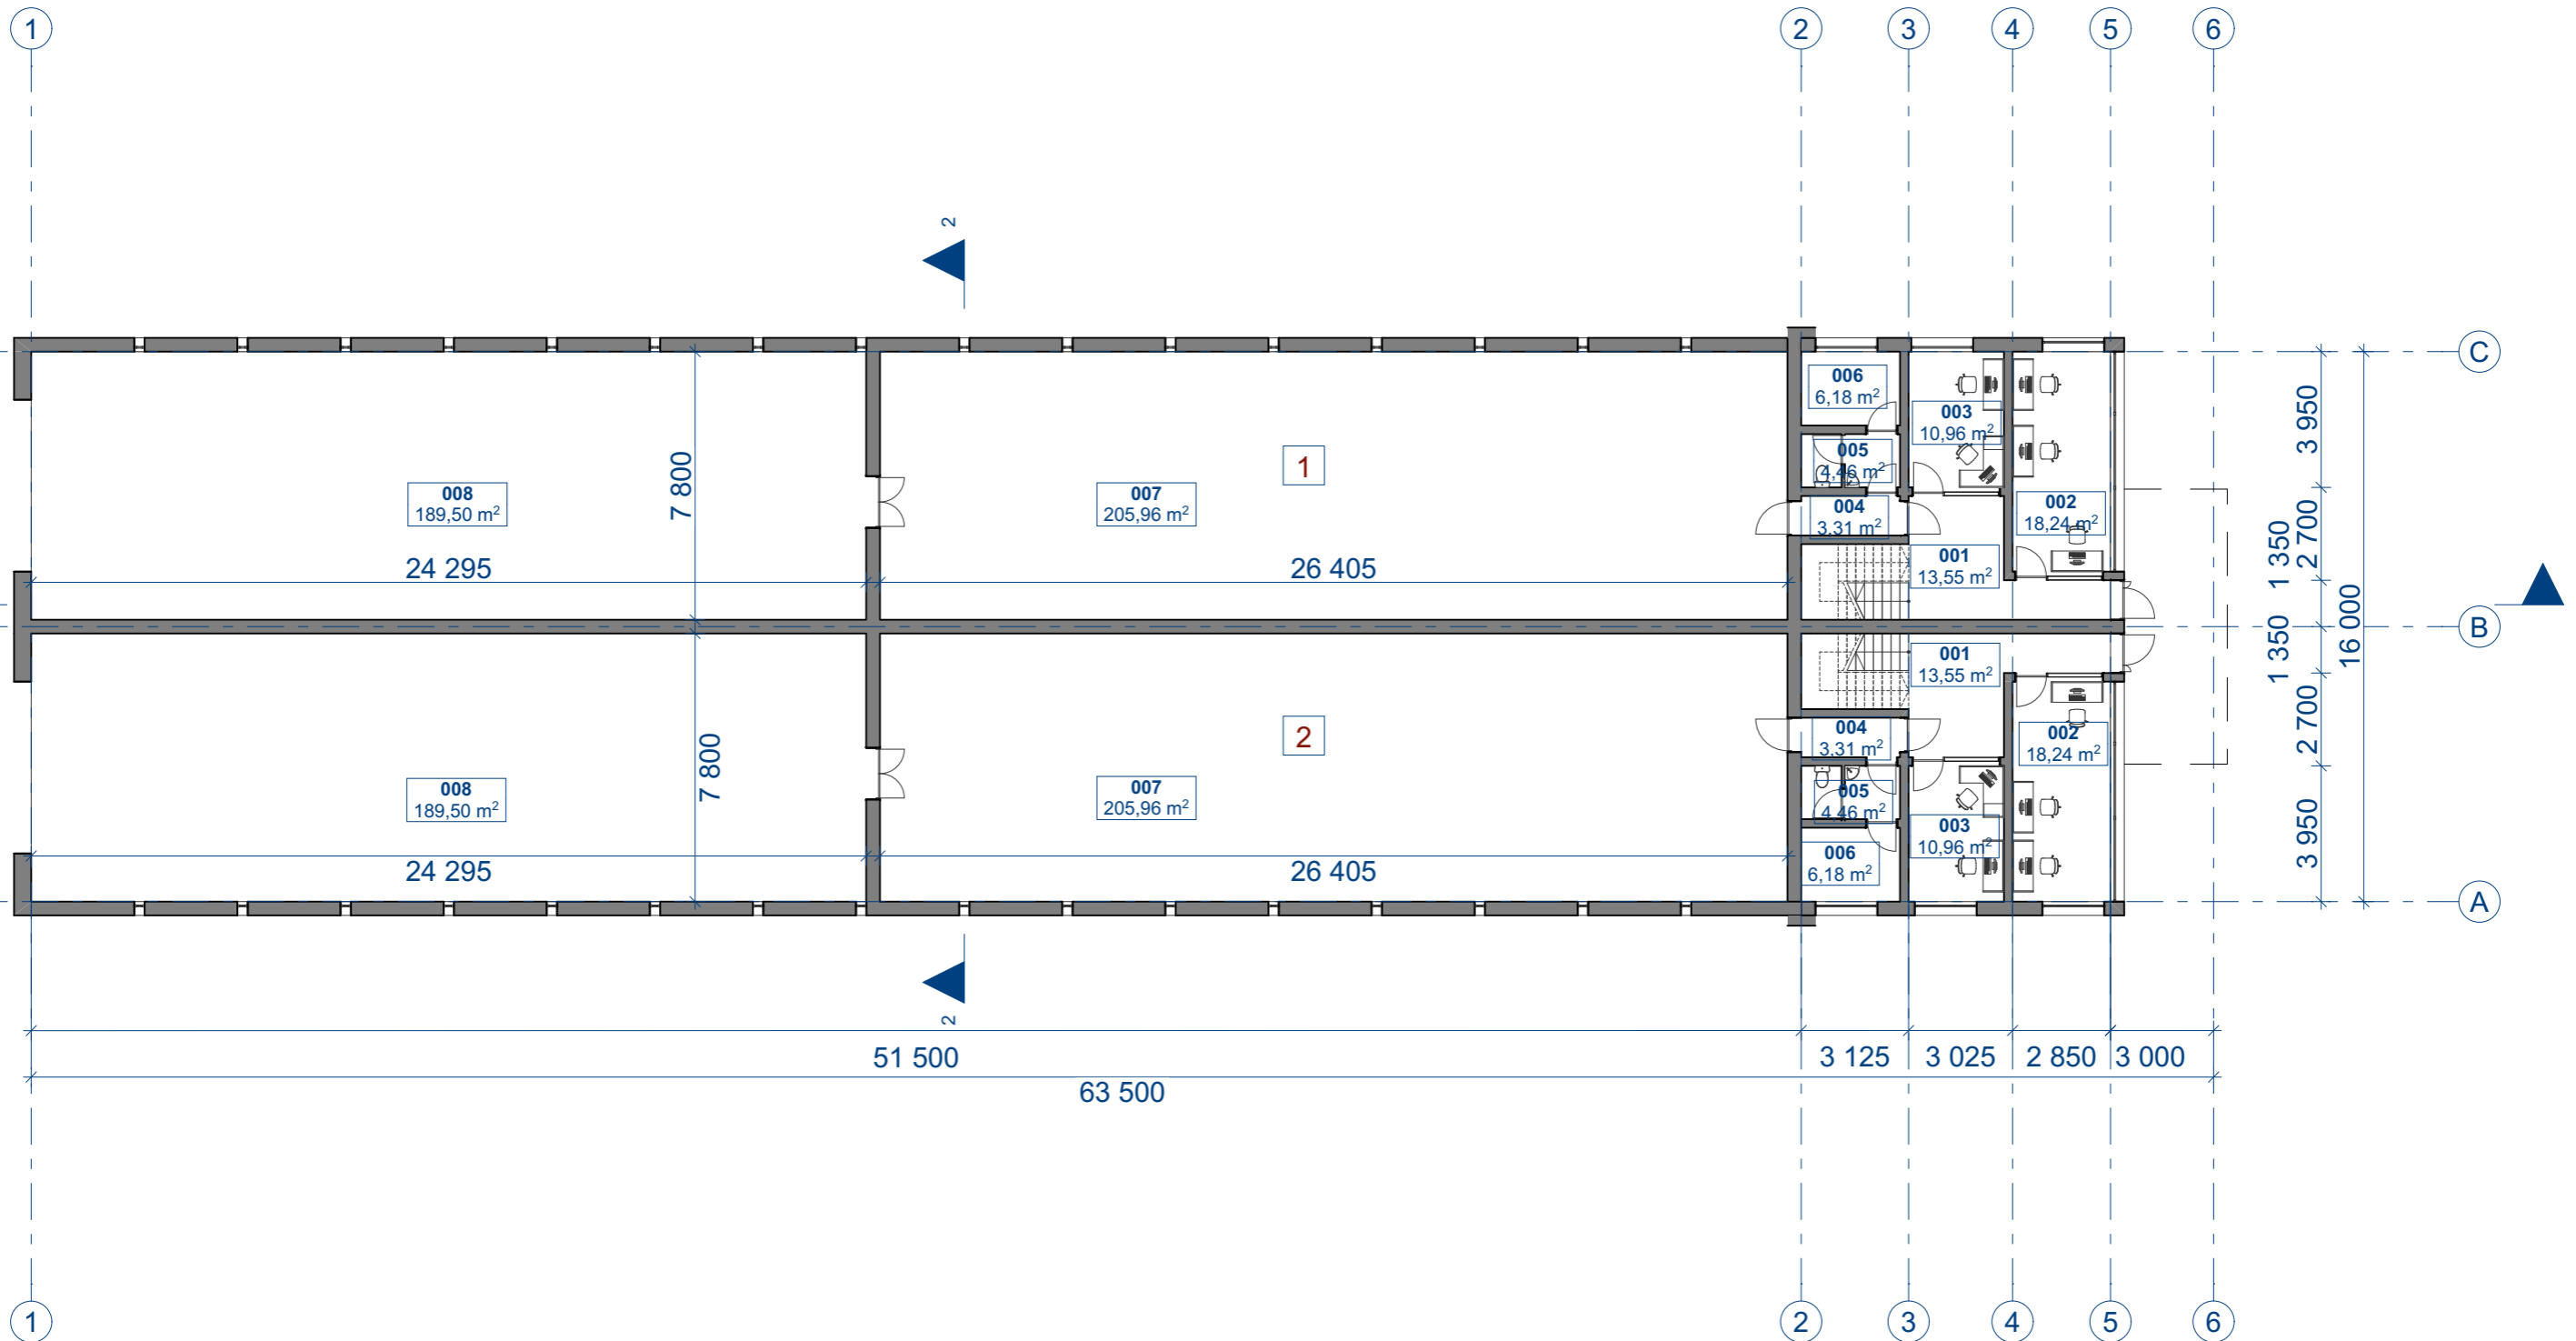 1
2
3
4
5
6
2
C
006
6,18 m²
003
10,96 m²
3 950
005
4,46 m²
1
7 800
008
189,50 m²
007
205,96 m²
002
18,24 m²
004
3,31 m²
2 700
1 350
24 295
26 405
001
13,55 m²
16 000
B
1 350
001
13,55 m²
2
004
3,31 m²
002
18,24 m²
2 700
7 800
008
189,50 m²
007
205,96 m²
005
4,46 m²
003
10,96 m²
3 950
006
6,18 m²
24 295
26 405
A
2
51 500
3 125
3 025
2 850
3 000
63 500
1
2
3
4
5
6